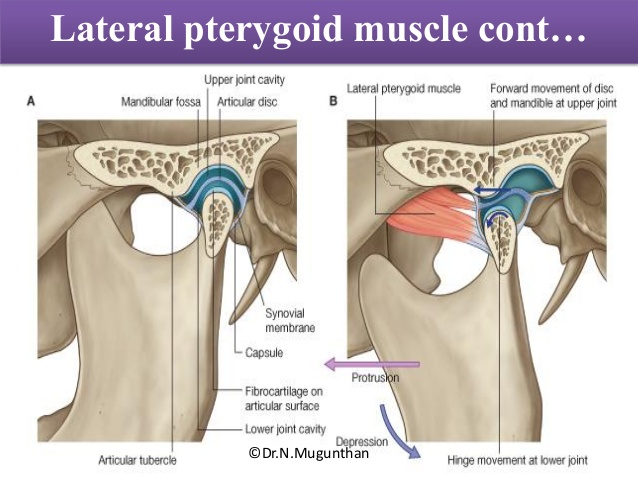 Lateral pterygoid muscle cont…
A
Upper joint cavity
Mandibular fossa
Articular disc
Synovial
membrane
Capsule
Fibrocartilage on
articular surface
Lower joint cavity
Articular tubercle
B
Lateral pterygoid muscle
Forward movement of disc
and mandible at upper joint
Protrusion
Depression
Hinge movement at lower joint
©Dr.N.Mugunthan